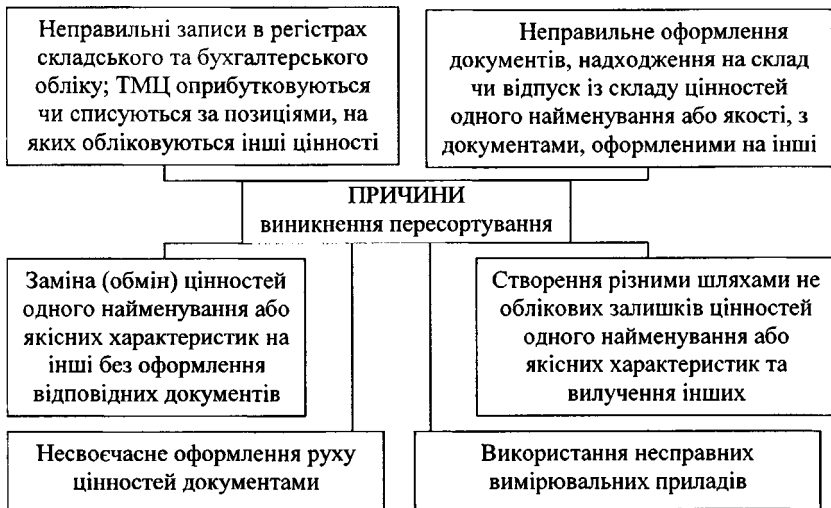 Неправильні записи в регістрах
складського та бухгалтерського
обліку; ТМЦ оприбутковуються
чи списуються за позиціями, на
яких обліковуються інші цінності
Неправильне оформлення
документів, надходження на склад
чи відпуск із складу цінностей
одного найменування або якості, з
документами, оформленими на інші
ПРИЧИНИ
виникнення пересортування
Заміна (обмін) цінностей
одного найменування або
якісних характеристик на
інші без оформлення
відповідних документів
Створення різними шляхами не
облікових залишків цінностей
одного найменування або
якісних характеристик та
вилучення інших
Несвоєчасне оформлення руху
цінностей документами
Використання несправних
вимірювальних приладів